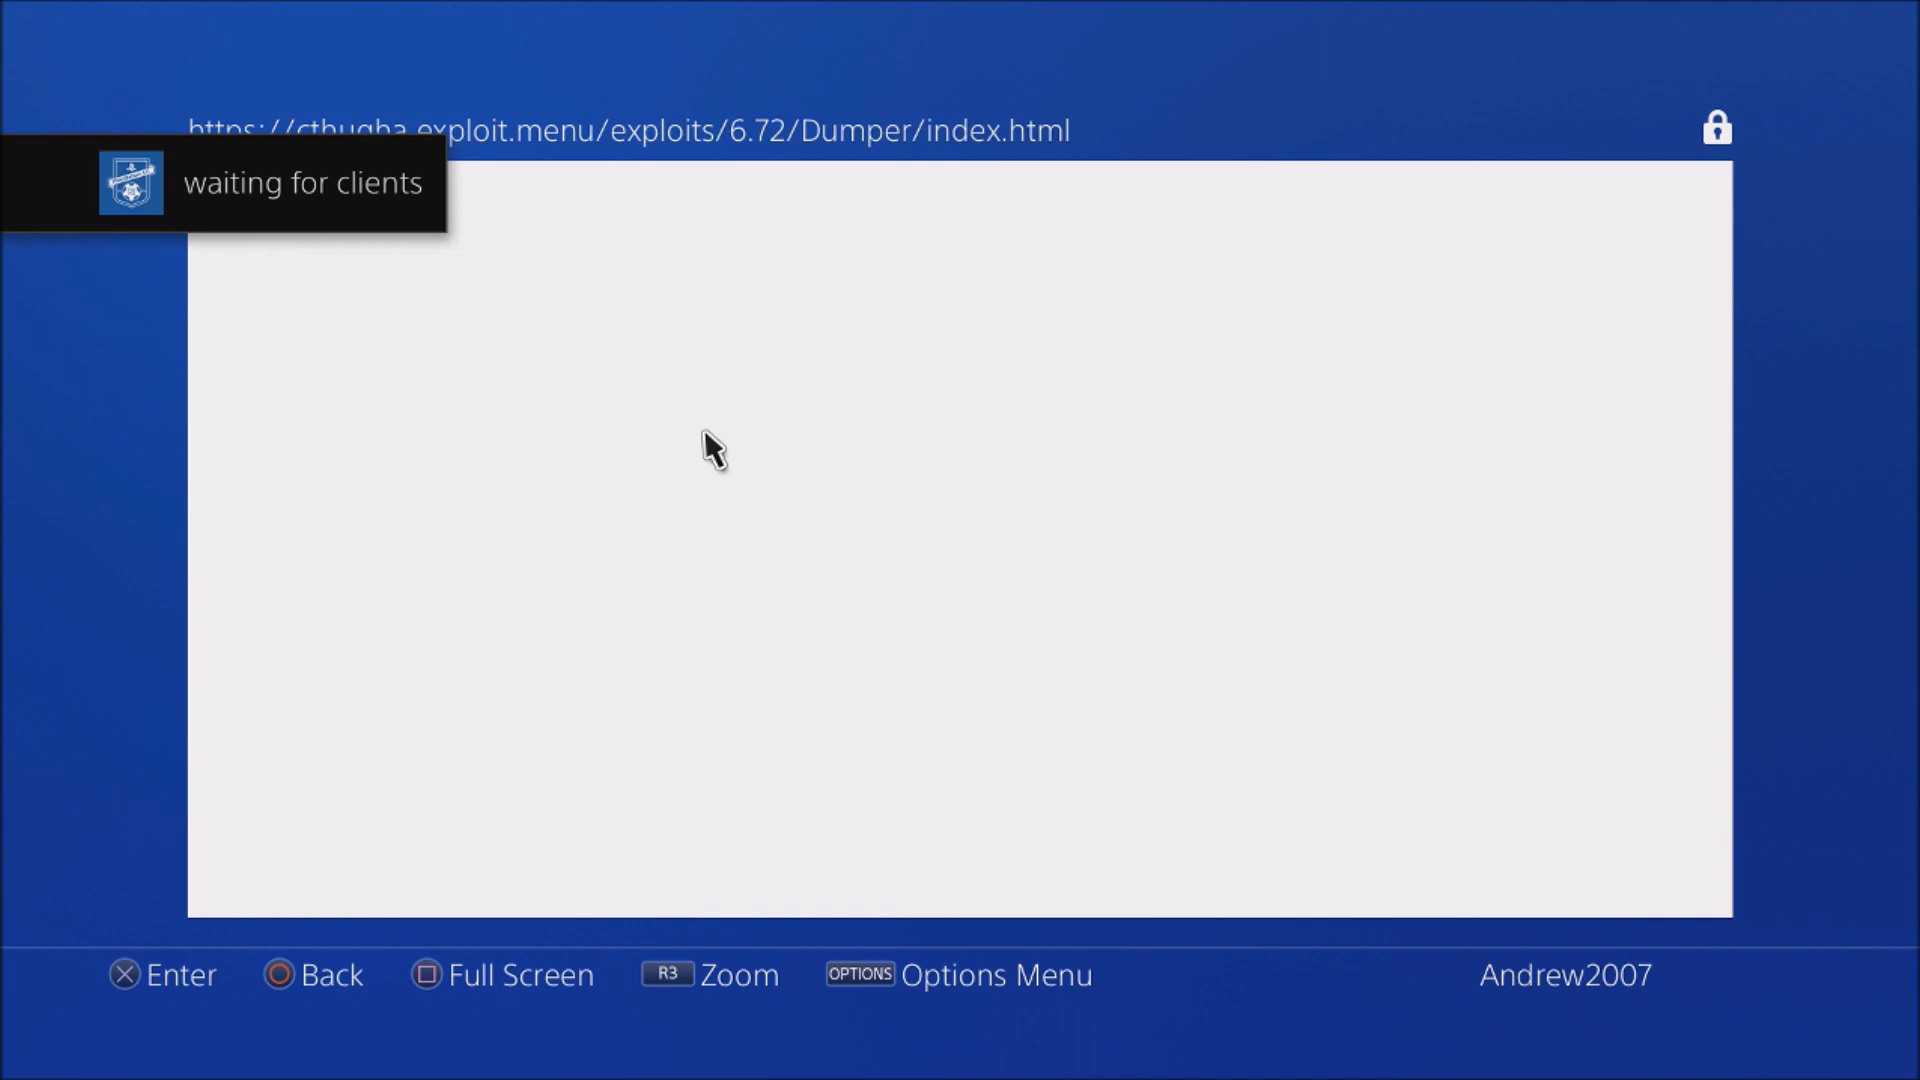 https://cthugha.exploit.menu/exploits/6.72/Dumper/index.html
waiting for clients
Enter
Back
Full Screen
R3 Zoom
OPTIONS Options Menu
Andrew2007